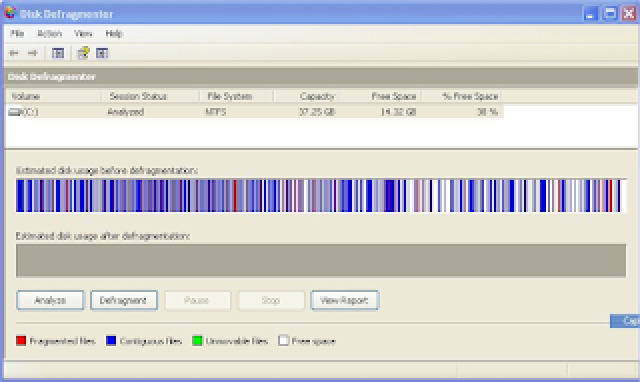 Disk Defragmenter
File Action View Help
Disk Defragmenter
Volume Session Status File System Capacity Free Space % Free Space
(C:) Analyzed NTFS 37.25 GB 14.32 GB 38 %
Estimated disk usage before defragmentation:
Estimated disk usage after defragmentation:
Analyze Defragment Pause Stop View Report
Fragmented files Contiguous files Unmovable files Free space